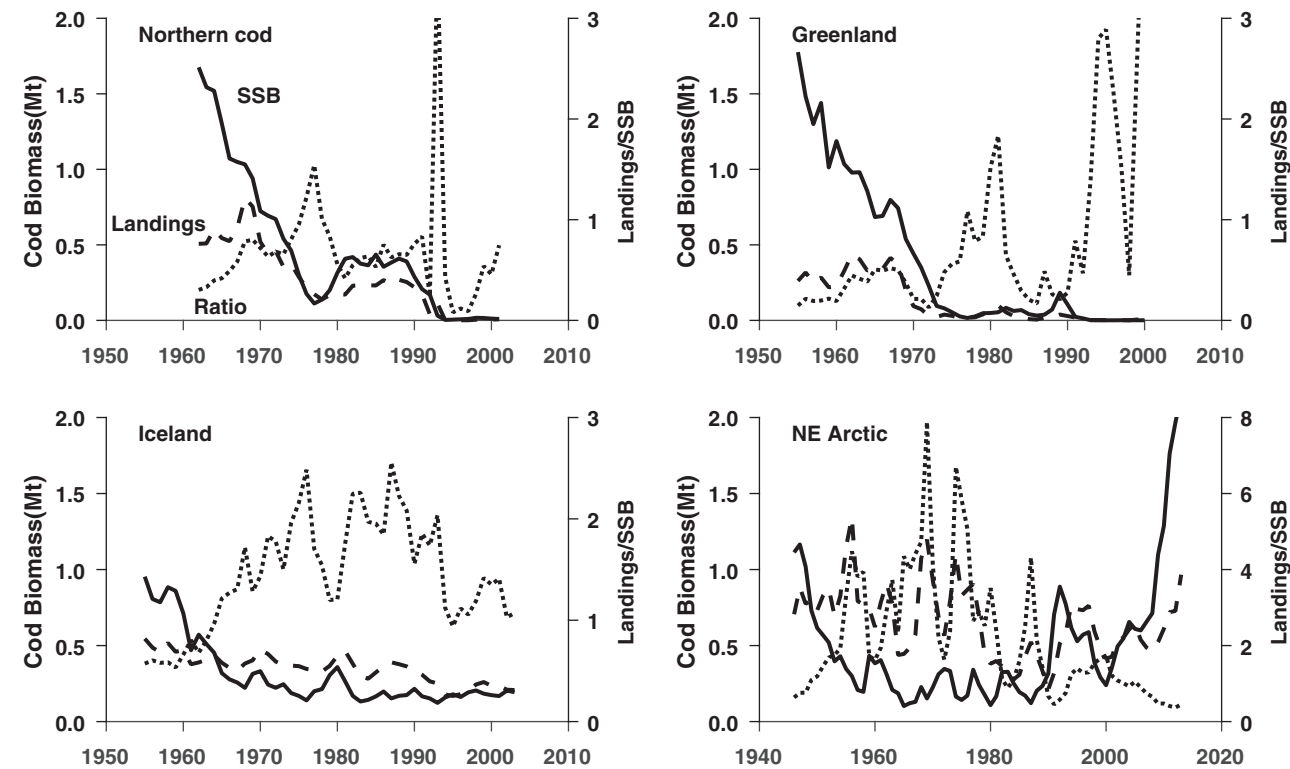 Northern cod
SSB
Landings
Ratio
Cod Biomass(Mt)
2.0
1.5
1.0
0.5
0.0
Landings/SSB
3
2
1
0
1950 1960 1970 1980 1990 2000 2010
Greenland
Cod Biomass(Mt)
2.0
1.5
1.0
0.5
0.0
Landings/SSB
3
2
1
0
1950 1960 1970 1980 1990 2000 2010
Iceland
Cod Biomass(Mt)
2.0
1.5
1.0
0.5
0.0
Landings/SSB
3
2
1
0
1950 1960 1970 1980 1990 2000 2010
NE Arctic
Cod Biomass(Mt)
2.0
1.5
1.0
0.5
0.0
Landings/SSB
8
6
4
2
0
1940 1960 1980 2000 2020